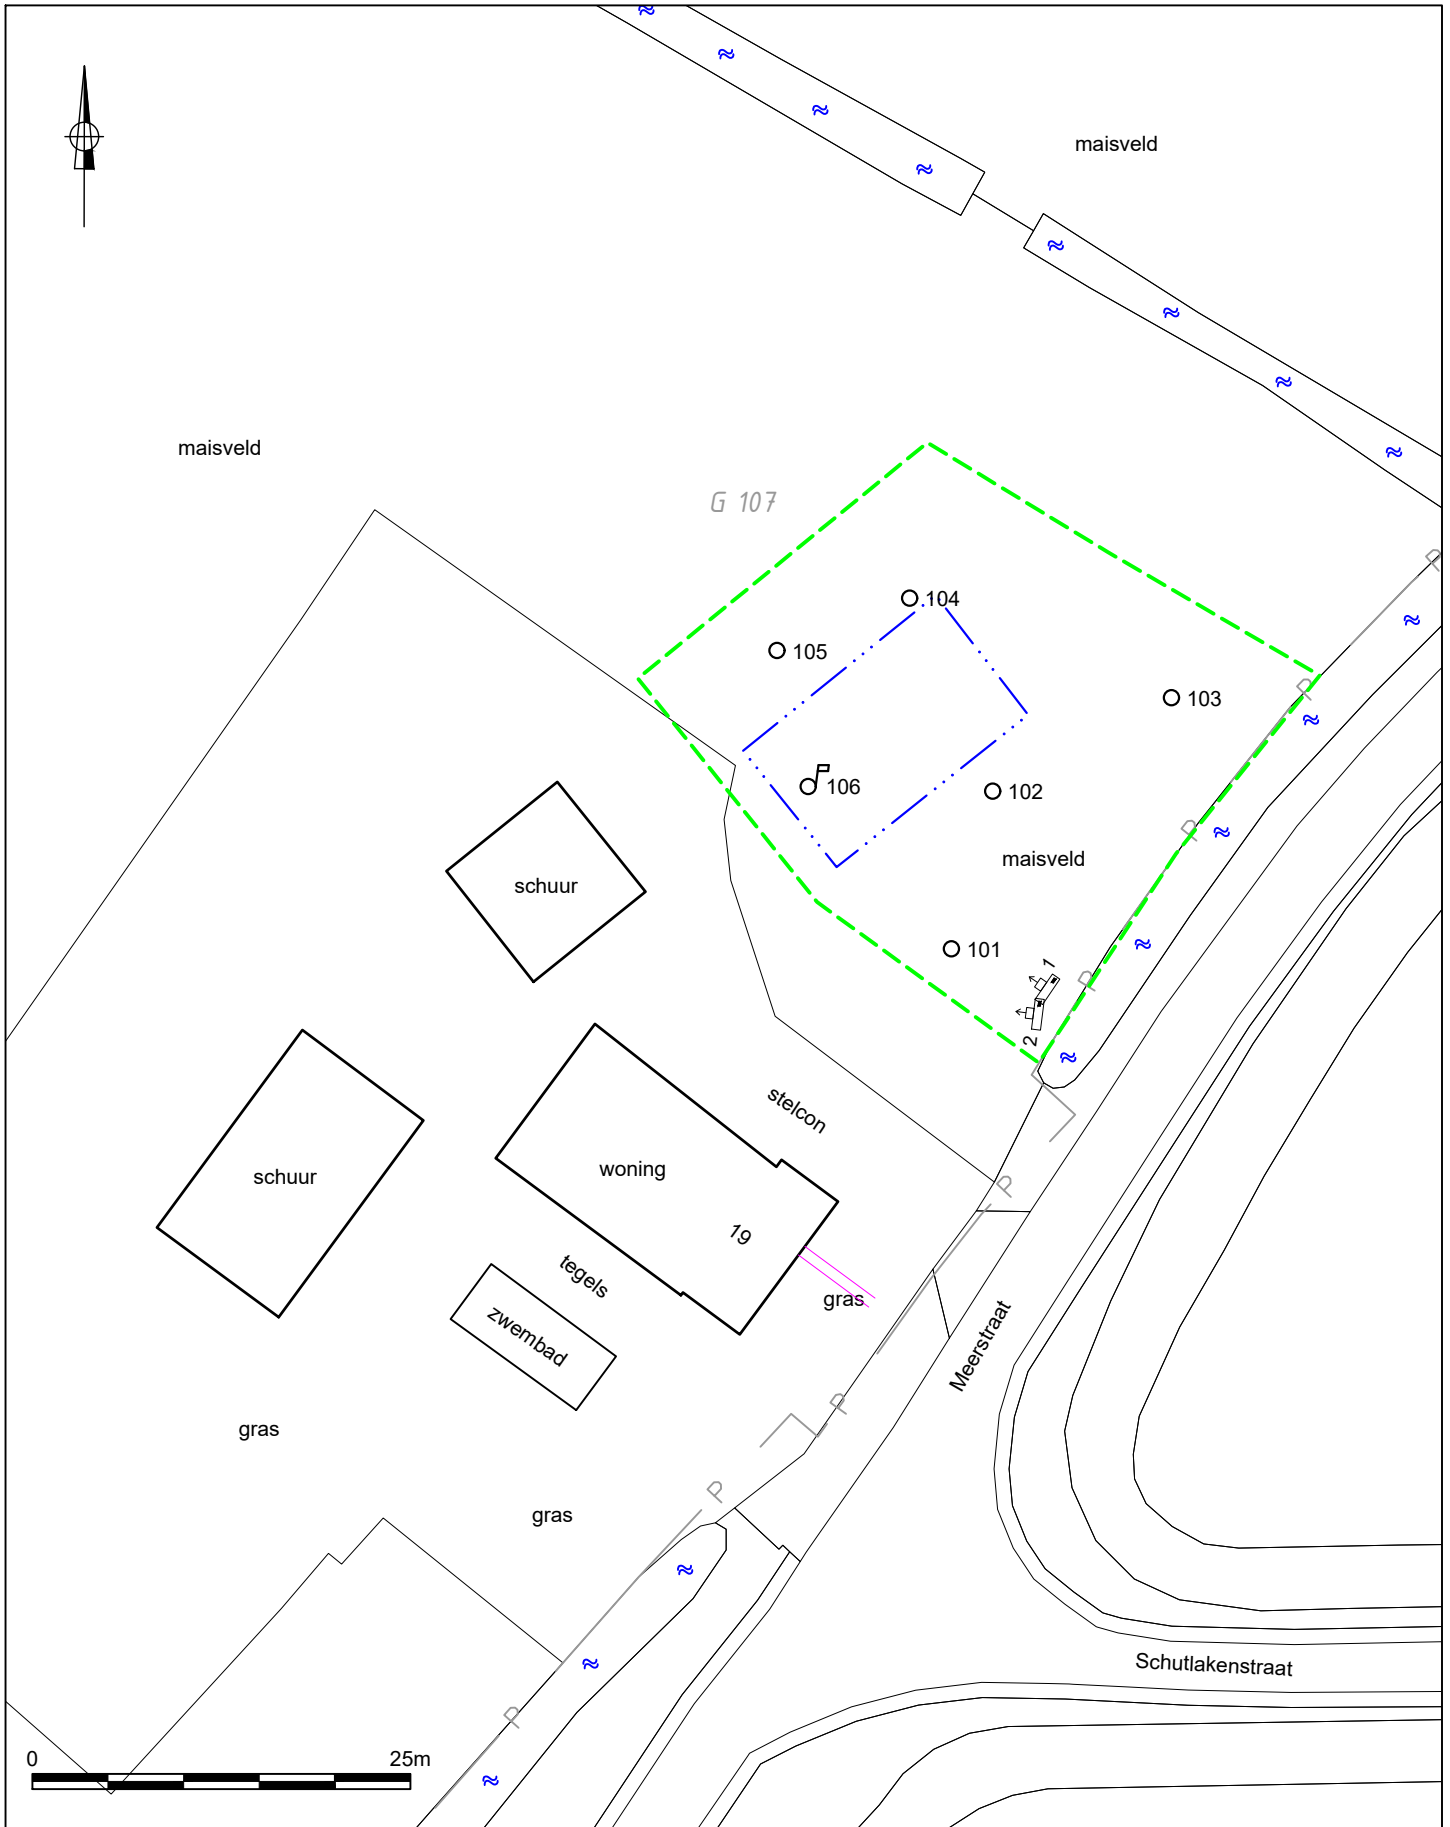 maisveld
maisveld
G 107
P
104
105
P
103
106
102
P
maisveld
schuur
101
1
P
2
stelcon
woning
schuur
P
19
tegels
gras
zwembad
Meerstraat
P
gras
P
gras
Schutlakenstraat
P
0
25m